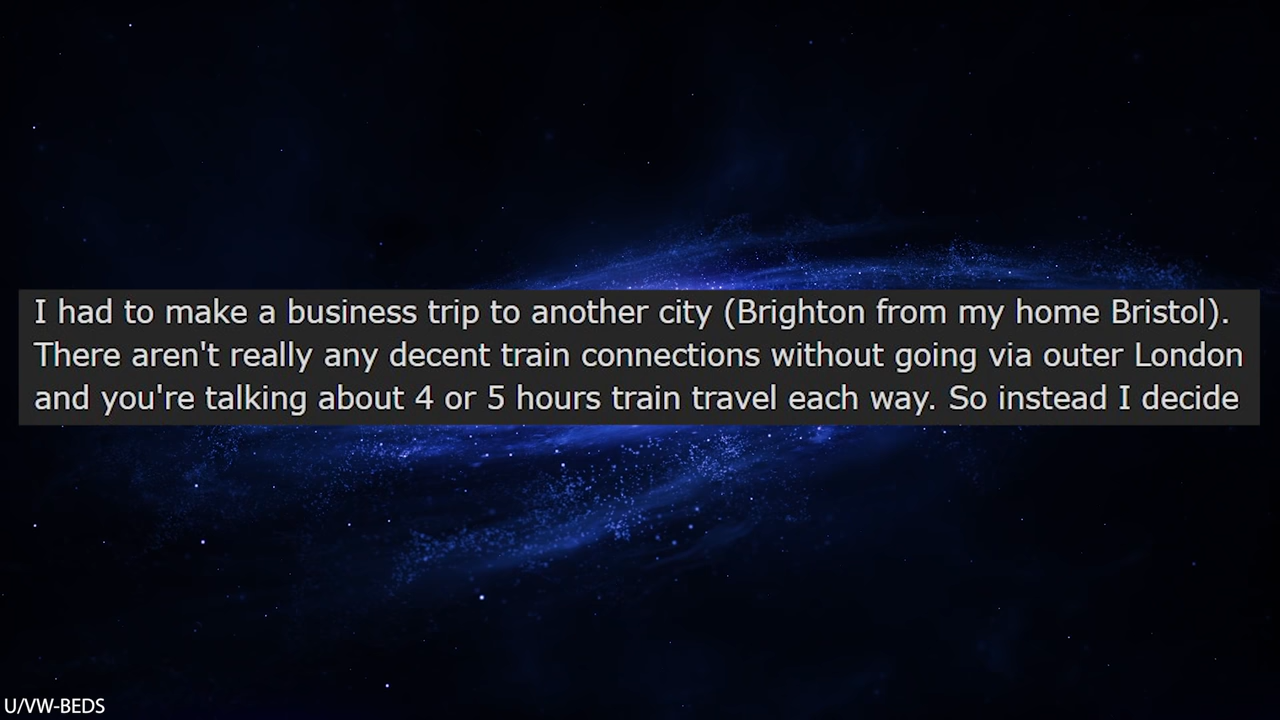 I had to make a business trip to another city (Brighton from my home Bristol).
There aren't really any decent train connections without going via outer London
and you're talking about 4 or 5 hours train travel each way. So instead I decide
U/VW-BEDS